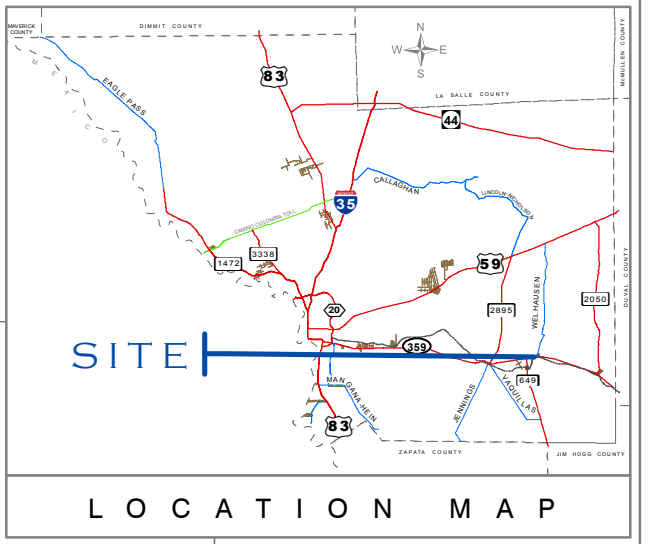 MAVERICK
COUNTY
DIMMIT COUNTY
McMULLEN COUNTY
N
W E
S
83
MEXICO
EAGLE PASS
LA SALLE COUNTY
44
CALLAGHAN
LINCOLN-NICHOLSON
35
CAMINO COLOMBIA TOLL
1472
3338
59
DUVAL COUNTY
WELHAUSEN
2050
20
2895
SITE
359
649
MANGANA-HEIN
JENNINGS
VAQUILLAS
83
ZAPATA COUNTY
JIM HOGG COUNTY
LOCATION MAP